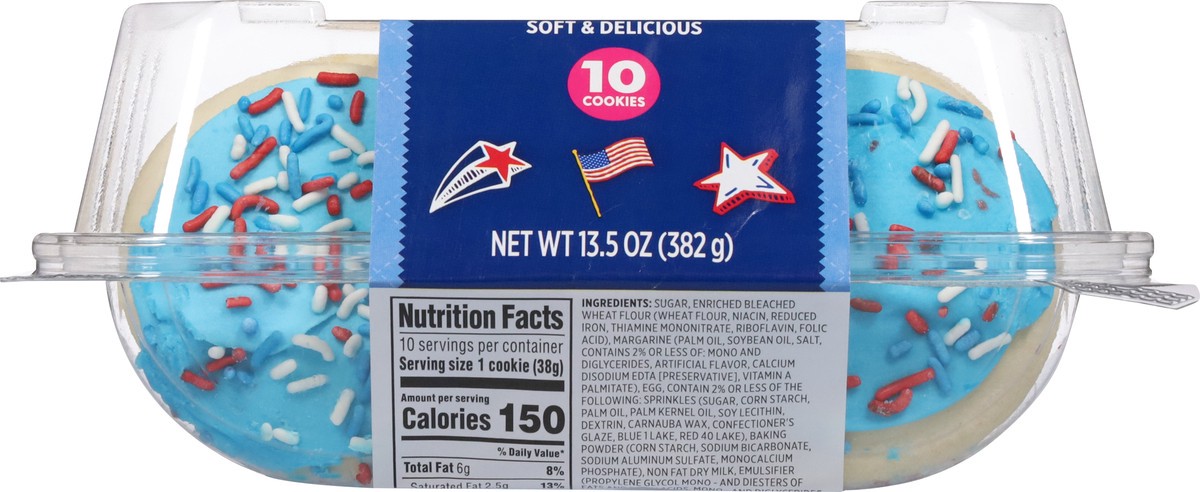 SOFT & DELICIOUS
10
COOKIES
NET WT 13.5 OZ (382 g)
Nutrition Facts
10 servings per container
Serving size 1 cookie (38g)
Amount per serving
Calories 150
% Daily Value*
Total Fat 6g 8%
Saturated Fat 2.5g 13%
INGREDIENTS: SUGAR, ENRICHED BLEACHED
WHEAT FLOUR (WHEAT FLOUR, NIACIN, REDUCED
IRON, THIAMINE MONONITRATE, RIBOFLAVIN, FOLIC
ACID), MARGARINE (PALM OIL, SOYBEAN OIL, SALT,
CONTAINS 2% OR LESS OF: MONO AND
DIGLYCERIDES, ARTIFICIAL FLAVOR, CALCIUM
DISODIUM EDTA [PRESERVATIVE], VITAMIN A
PALMITATE), EGG, CONTAIN 2% OR LESS OF THE
FOLLOWING: SPRINKLES (SUGAR, CORN STARCH,
PALM OIL, PALM KERNEL OIL, SOY LECITHIN,
DEXTRIN, CARNAUBA WAX, CONFECTIONER'S
GLAZE, BLUE 1 LAKE, RED 40 LAKE), BAKING
POWDER (CORN STARCH, SODIUM BICARBONATE,
SODIUM ALUMINUM SULFATE, MONOCALCIUM
PHOSPHATE), NON FAT DRY MILK, EMULSIFIER
(PROPYLENE GLYCOL MONO - AND DIESTERS OF